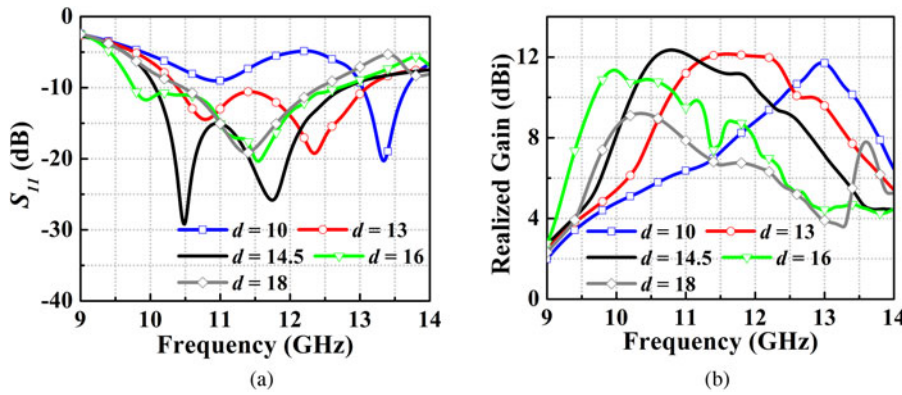 0
-10
-20
-30
-40
S11 (dB)
d = 10
d = 13
d = 14.5
d = 16
d = 18
9 10 11 12 13 14
Frequency (GHz)
(a)
12
8
4
0
Realized Gain (dBi)
d = 10
d = 13
d = 14.5
d = 16
d = 18
9 10 11 12 13 14
Frequency (GHz)
(b)